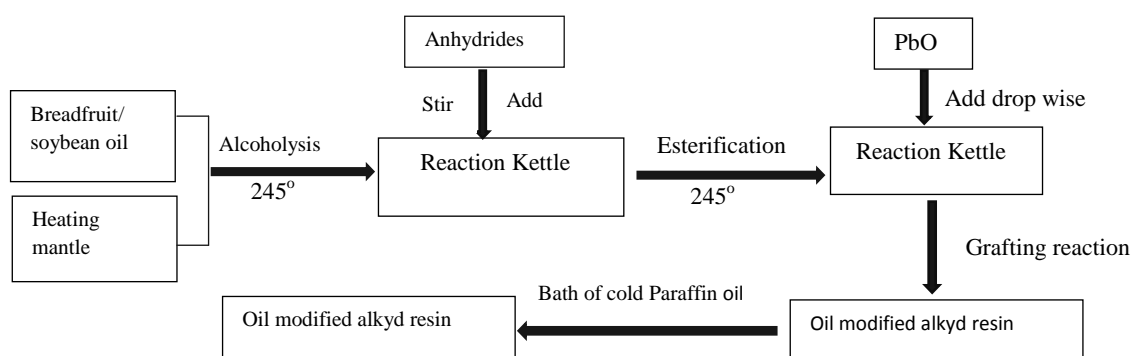 Anhydrides
PbO
Stir
Add
Add drop wise
Breadfruit/
soybean oil
Alcoholysis
245°
Reaction Kettle
Esterification
245°
Reaction Kettle
Heating
mantle
Grafting reaction
Bath of cold Paraffin oil
Oil modified alkyd resin
Oil modified alkyd resin